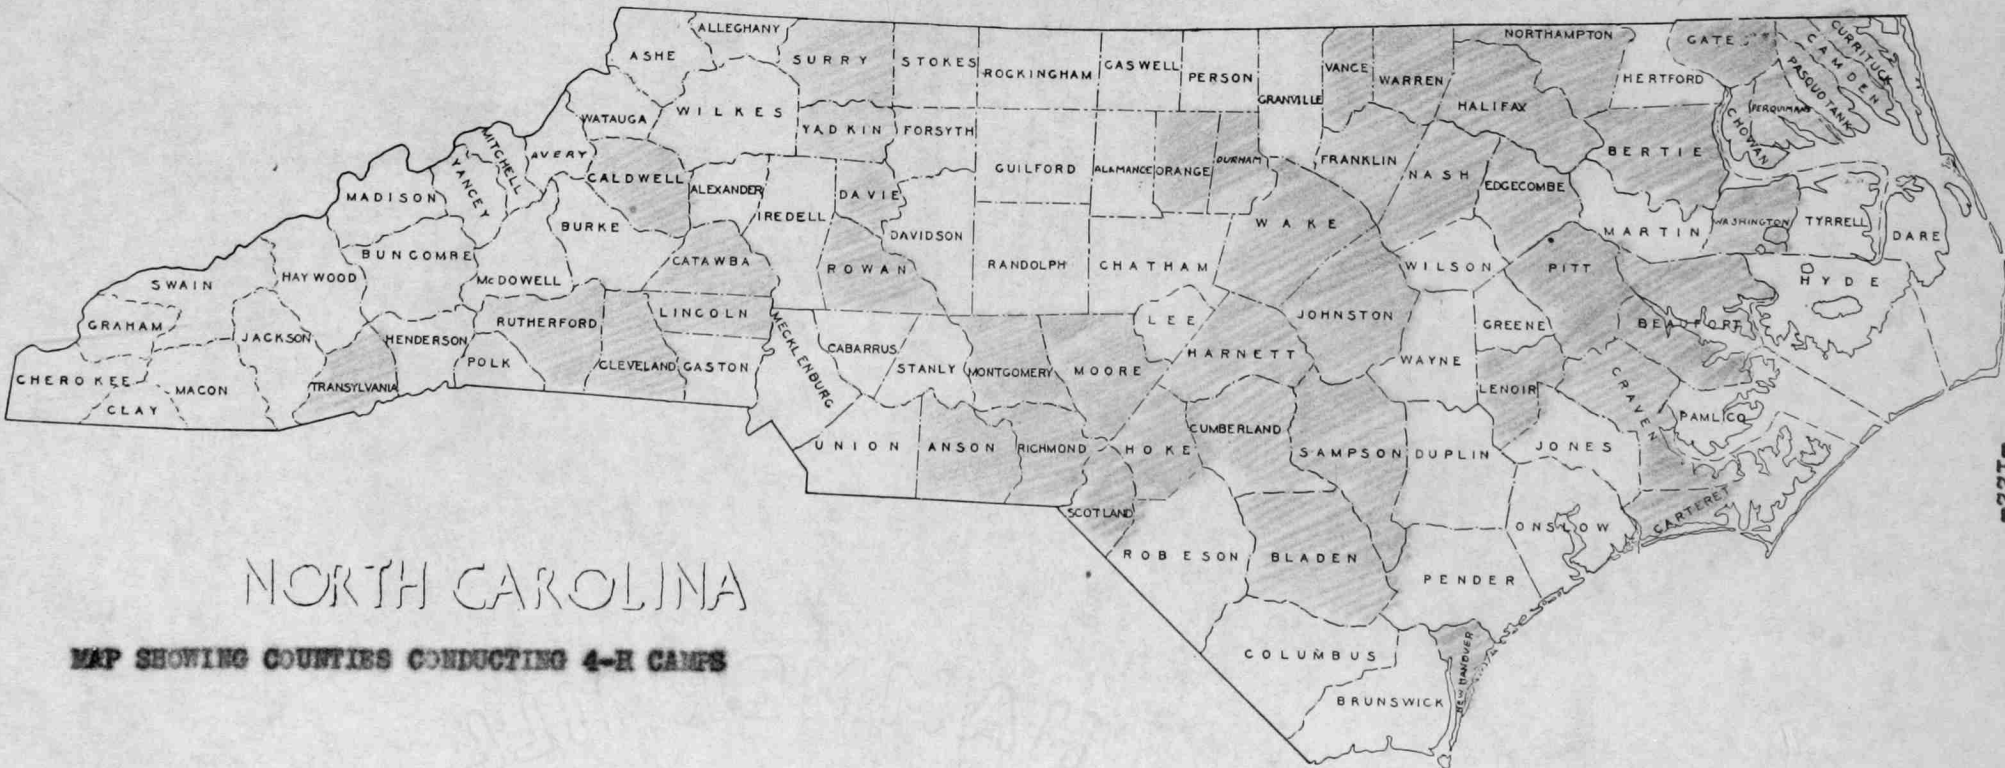 ALLEGHANY
ASHE
SURRY
STOKES
ROCKINGHAM
CASWELL
PERSON
GRANVILLE
VANCE
WARREN
NORTHAMPTON
HALIFAX
HERTFORD
GATES
CURRITUCK
CAMDEN
PASQUOTANK
PERQUIMANS
CHOWAN
WATAUGA
WILKES
YADKIN
FORSYTH
GUILFORD
ALAMANCE
ORANGE
DURHAM
FRANKLIN
NASH
EDGECOMBE
BERTIE
MITCHELL
YANCEY
AVERY
CALDWELL
ALEXANDER
IREDELL
DAVIE
DAVIDSON
RANDOLPH
CHATHAM
WAKE
WILSON
MARTIN
WASHINGTON
TYRRELL
DARE
MADISON
BUNCOMBE
McDOWELL
BURKE
CATAWBA
ROWAN
PITT
HYDE
SWAIN
HAYWOOD
GRAHAM
JACKSON
HENDERSON
RUTHERFORD
LINCOLN
MECKLENBURG
CABARRUS
STANLY
MONTGOMERY
MOORE
LEE
HARNETT
JOHNSTON
WAYNE
GREENE
LENOIR
CRAVEN
BEAUFORT
PAMLICO
CHEROKEE
CLAY
MACON
TRANSYLVANIA
POLK
CLEVELAND
GASTON
UNION
ANSON
RICHMOND
HOKE
CUMBERLAND
SAMPSON
DUPLIN
JONES
SCOTLAND
ROBESON
BLADEN
PENDER
ONSLOW
CARTERET
COLUMBUS
BRUNSWICK
NEW HANOVER
NORTH CAROLINA
MAP SHOWING COUNTIES CONDUCTING 4-H CAMPS